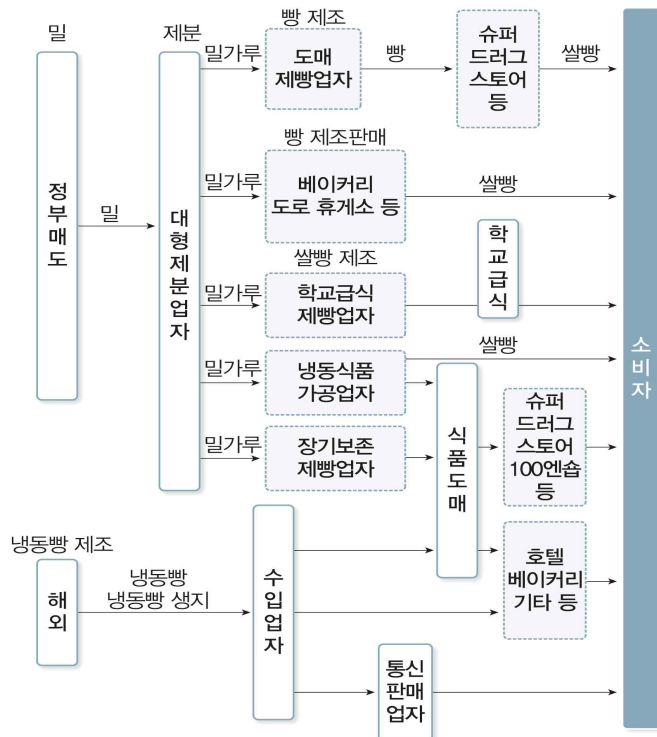 밀
제분
빵 제조
정부매도
밀
대형제분업자
밀가루
도매
제빵업자
빵
슈퍼
드러그
스토어
등
쌀빵
빵 제조판매
밀가루
베이커리
도로 휴게소 등
쌀빵
쌀빵 제조
밀가루
학교급식
제빵업자
학교급식
밀가루
냉동식품
가공업자
쌀빵
밀가루
장기보존
제빵업자
식품도매
슈퍼
드러그
스토어
100엔숍
등
소비자
냉동빵 제조
해외
냉동빵
냉동빵 생지
수입업자
호텔
베이커리
기타 등
통신
판매
업자